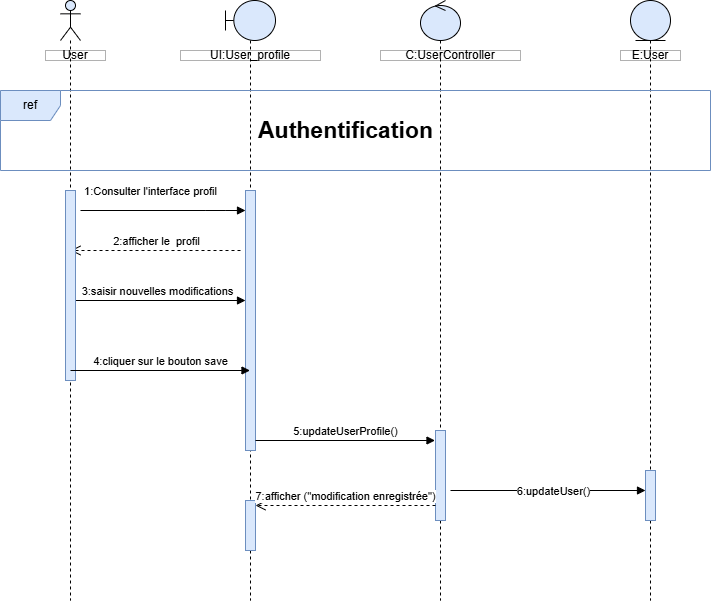 User
UI:User_profile
C:UserController
E:User
ref
Authentification
1:Consulter l'interface profil
2:afficher le  profil
3:saisir nouvelles modifications
4:cliquer sur le bouton save
5:updateUserProfile()
6:updateUser()
7:afficher ("modification enregistrée")